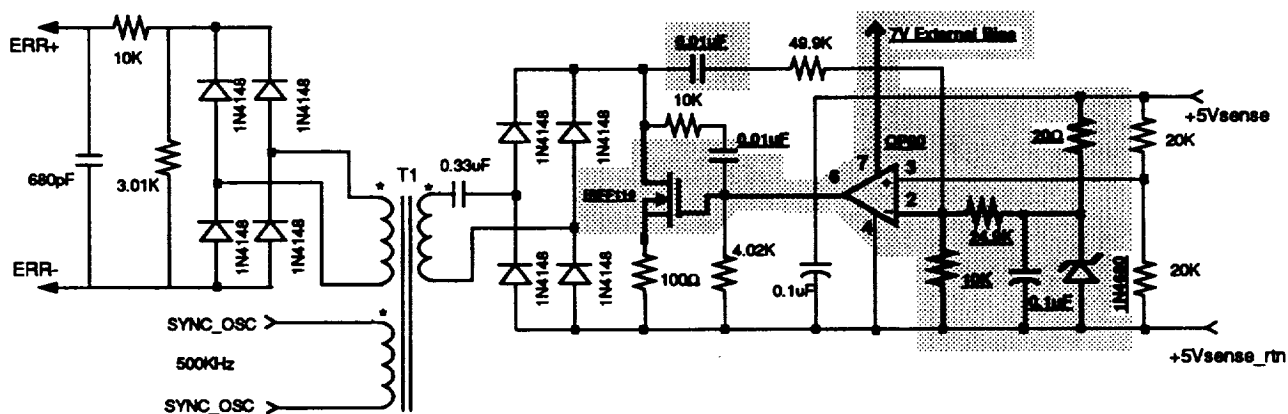 ERR+
10K
680pF
3.01K
1N4148
1N4148
1N4148
1N4148
ERR-
SYNC_OSC
500KHz
SYNC_OSC
*
*
*
T1
0.33uF
1N4148
1N4148
1N4148
1N4148
0.01uF
49.9K
10K
0.01uF
100Ω
4.02K
7V External Bias
0.1uF
6
7
3
2
4
+
-
20Ω
10K
0.1uF
20K
20K
+5Vsense
+5Vsense_rtn